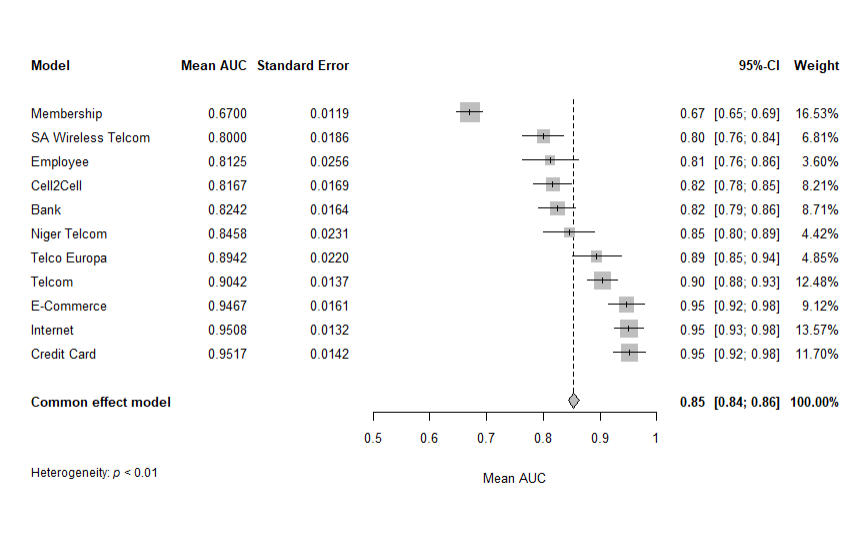 Model Mean AUC Standard Error 95%-CI Weight
Membership 0.6700 0.0119 0.67 [0.65; 0.69] 16.53%
SA Wireless Telcom 0.8000 0.0186 0.80 [0.76; 0.84] 6.81%
Employee 0.8125 0.0256 0.81 [0.76; 0.86] 3.60%
Cell2Cell 0.8167 0.0169 0.82 [0.78; 0.85] 8.21%
Bank 0.8242 0.0164 0.82 [0.79; 0.86] 8.71%
Niger Telcom 0.8458 0.0231 0.85 [0.80; 0.89] 4.42%
Telco Europa 0.8942 0.0220 0.89 [0.85; 0.94] 4.85%
Telcom 0.9042 0.0137 0.90 [0.88; 0.93] 12.48%
E-Commerce 0.9467 0.0161 0.95 [0.92; 0.98] 9.12%
Internet 0.9508 0.0132 0.95 [0.93; 0.98] 13.57%
Credit Card 0.9517 0.0142 0.95 [0.92; 0.98] 11.70%
Common effect model 0.85 [0.84; 0.86] 100.00%
0.5 0.6 0.7 0.8 0.9 1
Heterogeneity: p < 0.01
Mean AUC